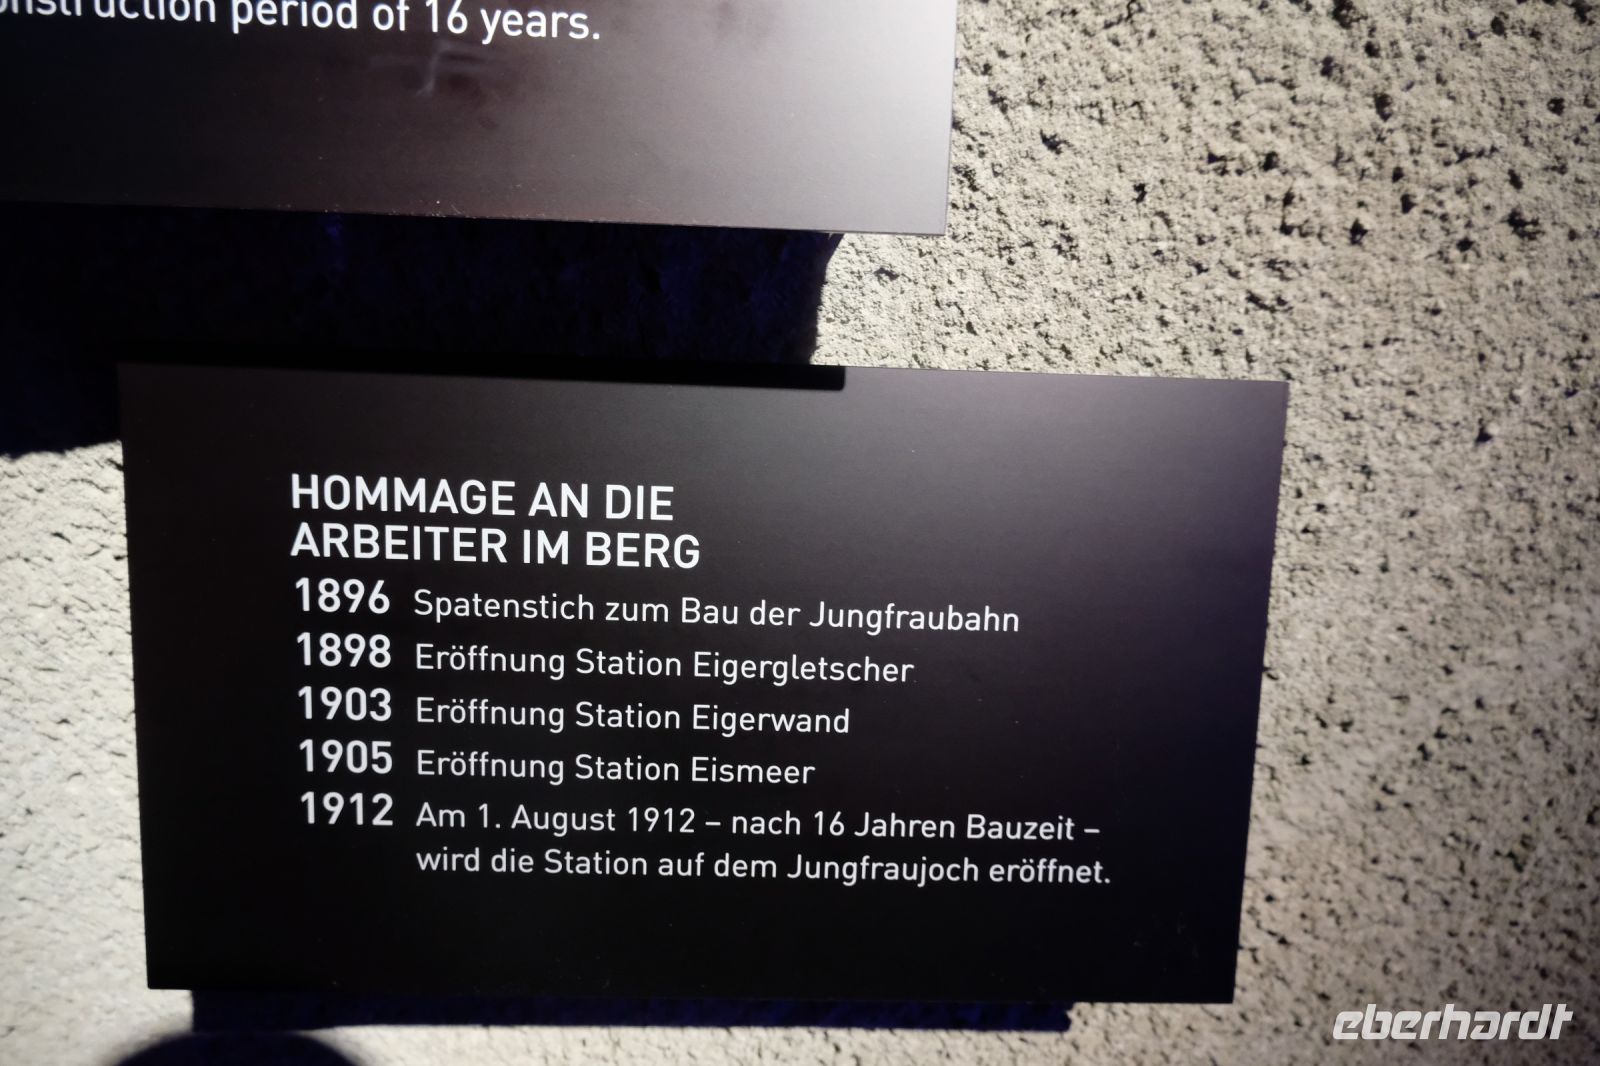 construction period of 16 years.
HOMMAGE AN DIE
ARBEITER IM BERG
1896 Spatenstich zum Bau der Jungfraubahn
1898 Eröffnung Station Eigergletscher
1903 Eröffnung Station Eigerwand
1905 Eröffnung Station Eismeer
1912 Am 1. August 1912 – nach 16 Jahren Bauzeit –
wird die Station auf dem Jungfraujoch eröffnet.
eberhardt